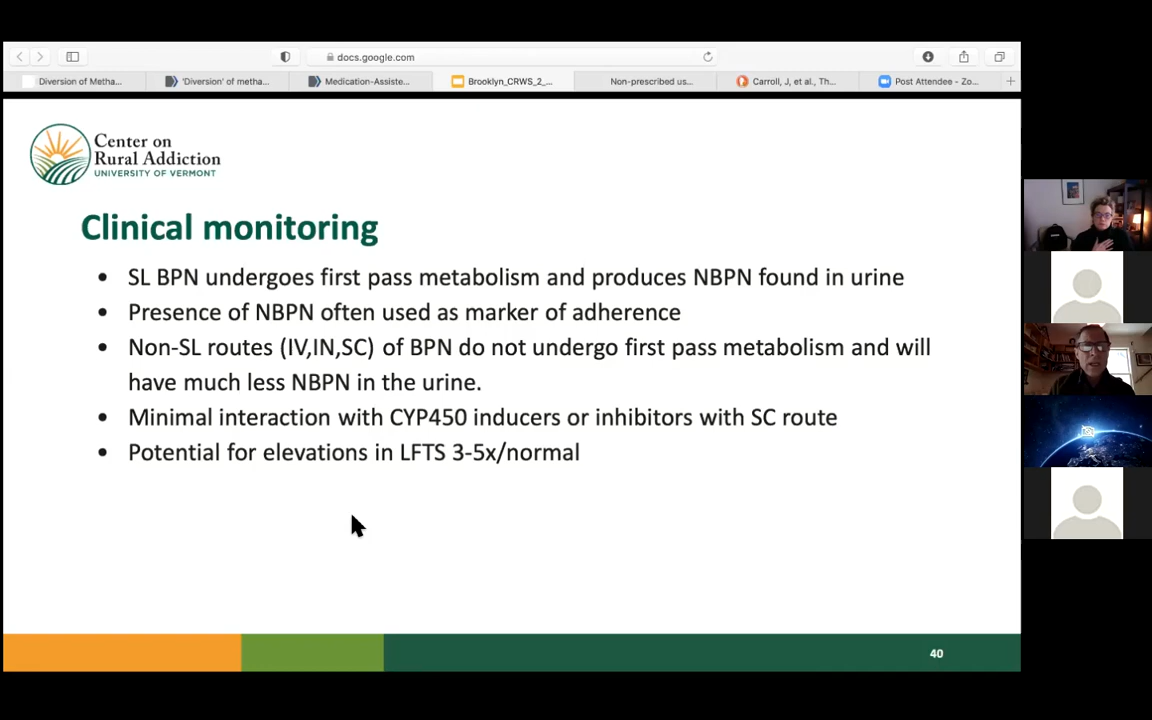 docs.google.com
Diversion of Metha...
'Diversion' of metha...
Medication-Assiste...
Brooklyn_CRWS_2_...
Non-prescribed us...
Carroll, J, et al., Th...
Post Attendee - Zo...
Center on
Rural Addiction
UNIVERSITY OF VERMONT
Clinical monitoring
• SL BPN undergoes first pass metabolism and produces NBPN found in urine
• Presence of NBPN often used as marker of adherence
• Non-SL routes (IV,IN,SC) of BPN do not undergo first pass metabolism and will
have much less NBPN in the urine.
• Minimal interaction with CYP450 inducers or inhibitors with SC route
• Potential for elevations in LFTS 3-5x/normal
40